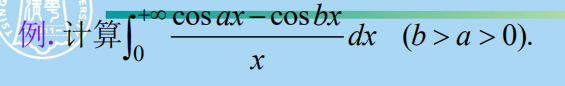 例. 计算∫₀^{+∞} (cos ax − cos bx)/x dx (b > a > 0).